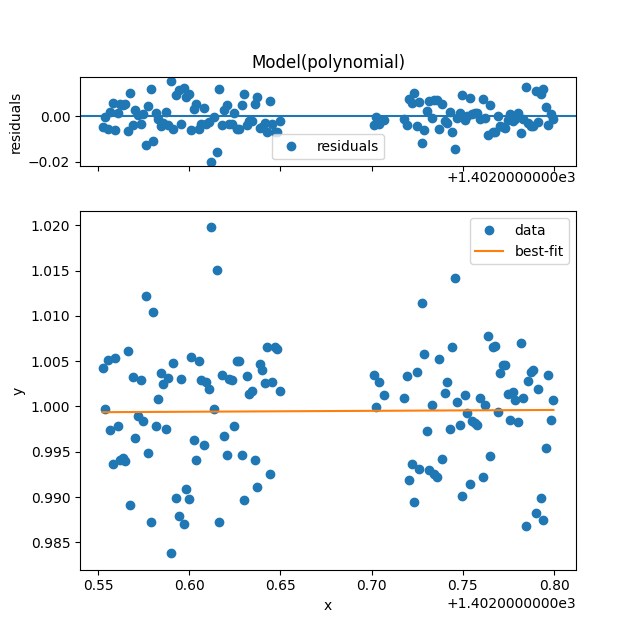 Model(polynomial)
residuals
0.00
−0.02
residuals
+1.4020000000e3
y
1.020
1.015
1.010
1.005
1.000
0.995
0.990
0.985
data
best-fit
0.55
0.60
0.65
0.70
0.75
0.80
x
+1.4020000000e3